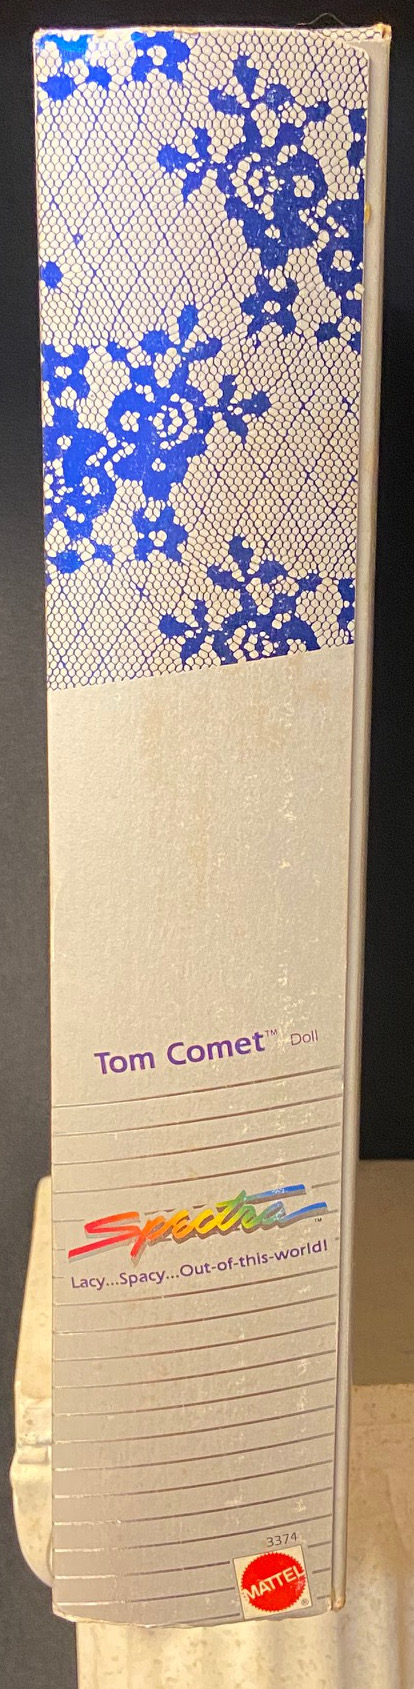 Tom Comet™ Doll
Spectra™
Lacy...Spacy...Out-of-this-world!
3374
MATTEL®